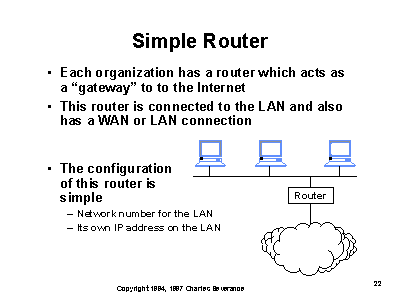 Simple Router
• Each organization has a router which acts as
a “gateway” to to the Internet
• This router is connected to the LAN and also
has a WAN or LAN connection
• The configuration
of this router is
simple
– Network number for the LAN
– Its own IP address on the LAN
Router
Copyright 1994, 1997 Charles Severance
22